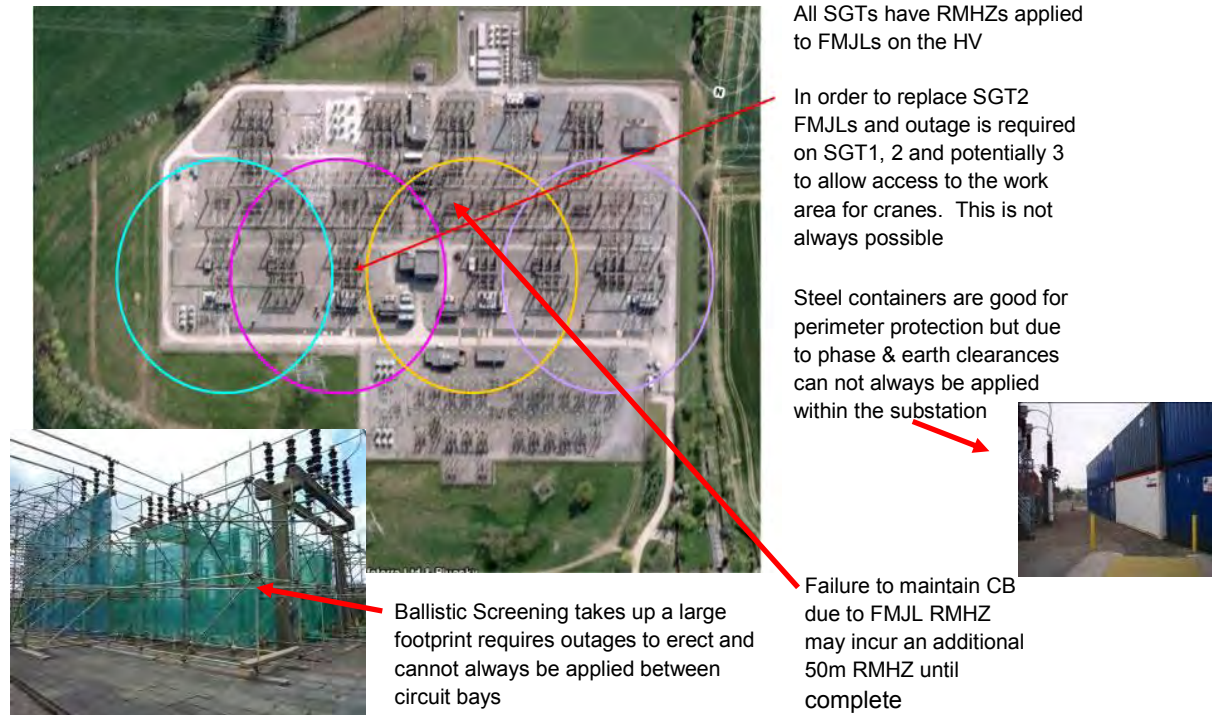 All SGTs have RMHZs applied
to FMJLs on the HV
In order to replace SGT2
FMJLs and outage is required
on SGT1, 2 and potentially 3
to allow access to the work
area for cranes. This is not
always possible
Steel containers are good for
perimeter protection but due
to phase & earth clearances
can not always be applied
within the substation
N
Ltd & Bluesky
Failure to maintain CB
due to FMJL RMHZ
may incur an additional
50m RMHZ until
complete
Ballistic Screening takes up a large
footprint requires outages to erect and
cannot always be applied between
circuit bays